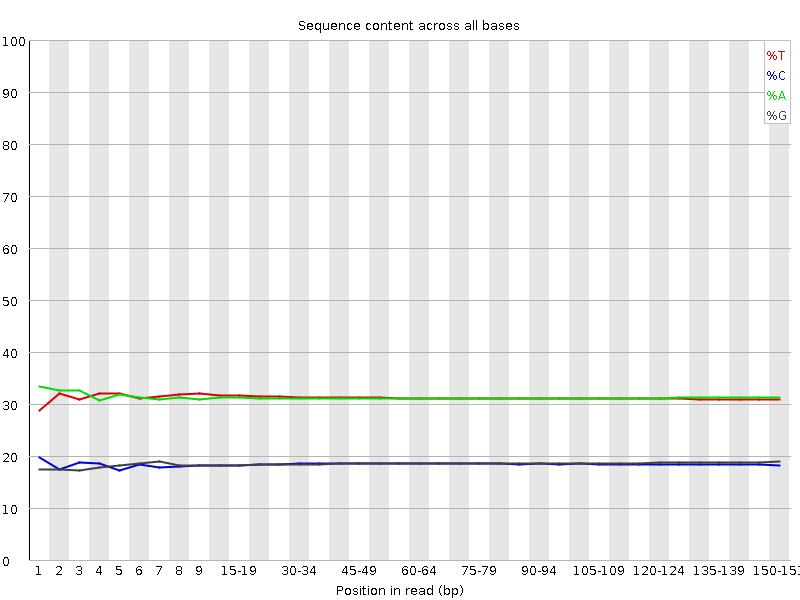 Sequence content across all bases
%T
%C
%A
%G
100
90
80
70
60
50
40
30
20
10
0
1 2 3 4 5 6 7 8 9 15-19 30-34 45-49 60-64 75-79 90-94 105-109 120-124 135-139 150-151
Position in read (bp)